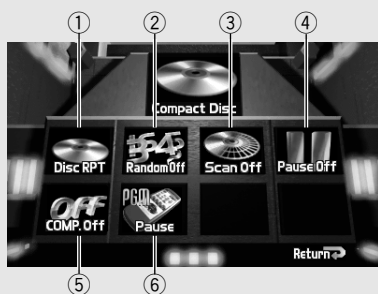 ① ② ③ ④
Compact Disc
Disc RPT Random Off Scan Off Pause Off
OFF PGM
COMP. Off Pause
Return
⑤ ⑥